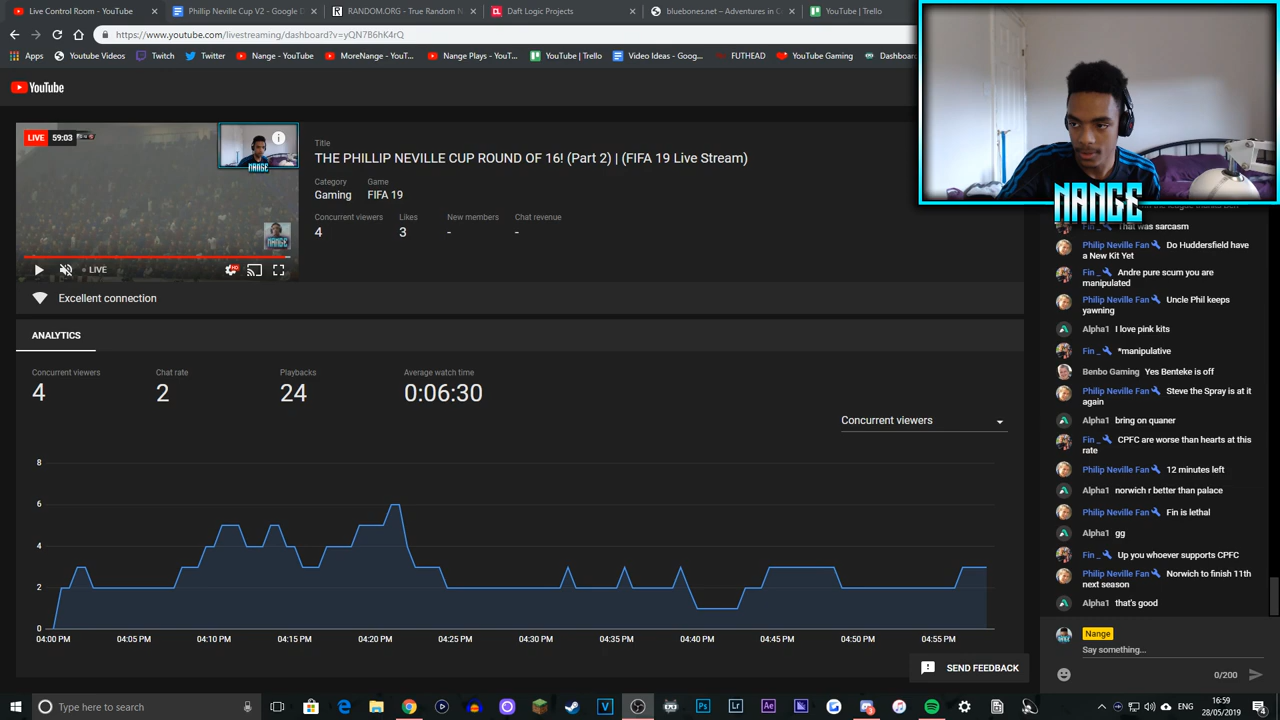 Live Control Room - YouTube
Phillip Neville Cup V2 - Google D
RANDOM.ORG - True Random N
Daft Logic Projects
bluebones.net – Adventures in C
YouTube | Trello
https://www.youtube.com/livestreaming/dashboard?v=yQN7B6hK4rQ
Apps
Youtube Videos
Twitch
Twitter
Nange - YouTube
MoreNange - YouT...
Nange Plays - YouT...
YouTube | Trello
Video Ideas - Goog...
FUTHEAD
YouTube Gaming
Dashboard
YouTube
LIVE 59:03
NANGE
NANGE
LIVE
HD
Title
THE PHILLIP NEVILLE CUP ROUND OF 16! (Part 2) | (FIFA 19 Live Stream)
Category Game
Gaming FIFA 19
Concurrent viewers Likes New members Chat revenue
4 3 - -
Excellent connection
ANALYTICS
Concurrent viewers Chat rate Playbacks Average watch time
4 2 24 0:06:30
Concurrent viewers
8
6
4
2
0
04:00 PM 04:05 PM 04:10 PM 04:15 PM 04:20 PM 04:25 PM 04:30 PM 04:35 PM 04:40 PM 04:45 PM 04:50 PM 04:55 PM
SEND FEEDBACK
NANGE
That was sarcasm
Philip Neville Fan Do Huddersfield have
a New Kit Yet
Fin _ Andre pure scum you are
manipulated
Philip Neville Fan Uncle Phil keeps
yawning
Alpha1 I love pink kits
Fin _ *manipulative
Benbo Gaming Yes Benteke is off
Philip Neville Fan Steve the Spray is at it
again
Alpha1 bring on quaner
Fin _ CPFC are worse than hearts at this
rate
Philip Neville Fan 12 minutes left
Alpha1 norwich r better than palace
Philip Neville Fan Fin is lethal
Alpha1 gg
Fin _ Up you whoever supports CPFC
Philip Neville Fan Norwich to finish 11th
next season
Alpha1 that's good
Nange
Say something...
0/200
Type here to search
ENG
16:59
28/05/2019